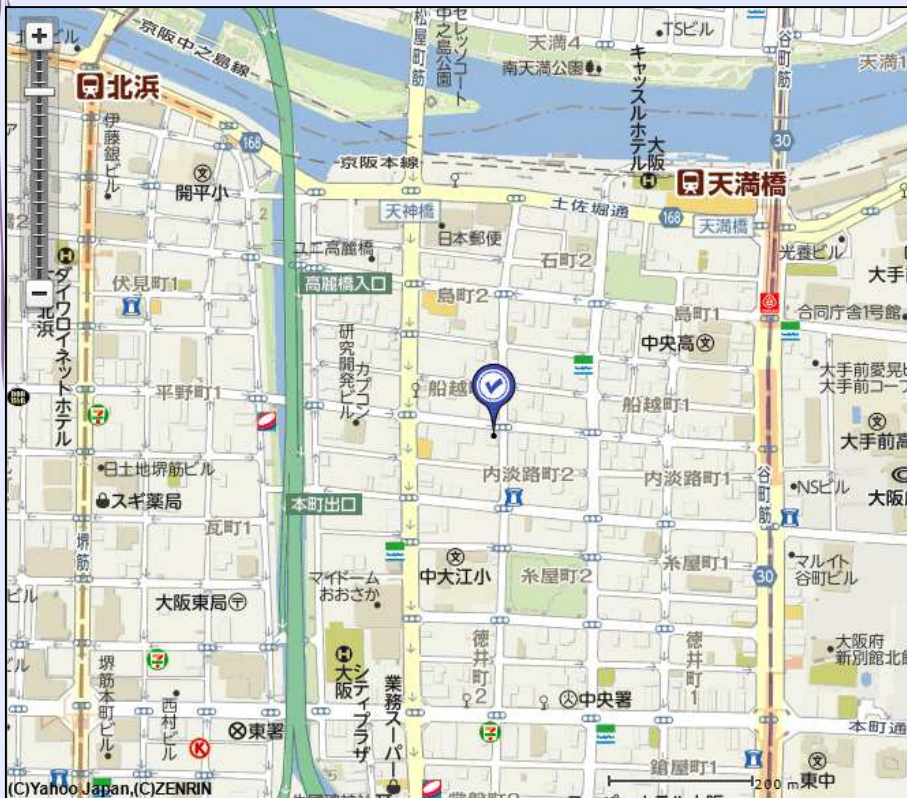 京阪中之島線
松屋町筋
セレッソコート
中之島公園
天満4
TSビル
南天満公園
谷町筋
天満1
北浜
伊藤銀ビル
168
開平小
京阪本線
キャッスルホテル
大阪
天満橋
30
天神橋
土佐堀通
168
天満橋
日本郵便
ユニ高麗橋
石町2
光養ビル
大手前
高麗橋入口
島町2
島町1
合同庁舎1号館
伏見町1
ダイワロイネットホテル
北浜
研究開発ビル
カプコン
中央高
大手前愛晃ビ
大手前コープ
平野町1
船越
船越町1
大手前高
日土地堺筋ビル
内淡路町2
内淡路町1
谷町筋
NSビル
大阪府
スギ薬局
本町出口
瓦町1
堺筋
中大江小
糸屋町2
糸屋町1
30
マルイト
谷町ビル
マイドーム
おおさか
大阪東局
徳井町2
徳井町1
大阪府
新別館北館
堺筋本町ビル
西村ビル
大阪
シティプラザ
業務スーパー
中央署
東署
本町通
K
鎗屋町1
東中
200 m
(C)Yahoo Japan,(C)ZENRIN